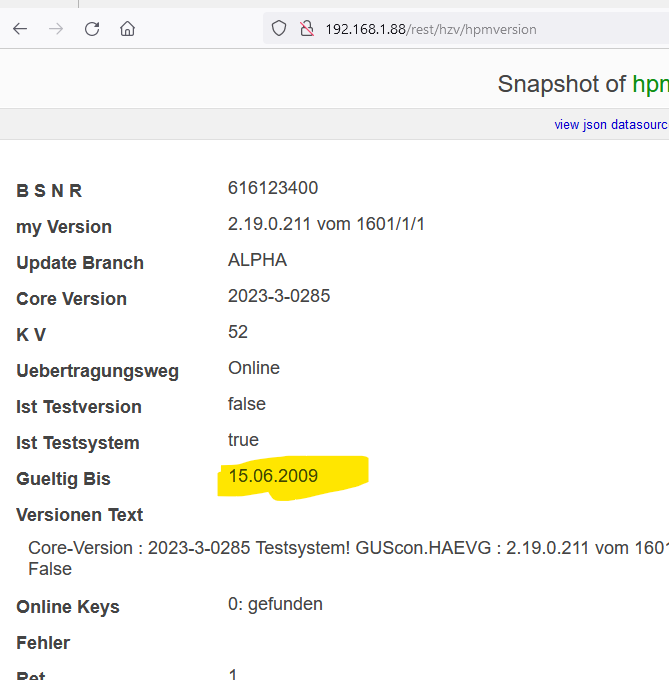 192.168.1.88/rest/hzv/hpmversion
Snapshot of
view json
B S N R 616123400
my Version 2.19.0.211 vom 1601/1/1
Update Branch ALPHA
Core Version 2023-3-0285
K V 52
Uebertragungsweg Online
Ist Testversion false
Ist Testsystem true
Gueltig Bis 15.06.2009
Versionen Text
Core-Version : 2023-3-0285 Testsystem! GUScon.HAEVG : 2.19.0.211 vom 1601
False
Online Keys 0: gefunden
Fehler
Ret 1